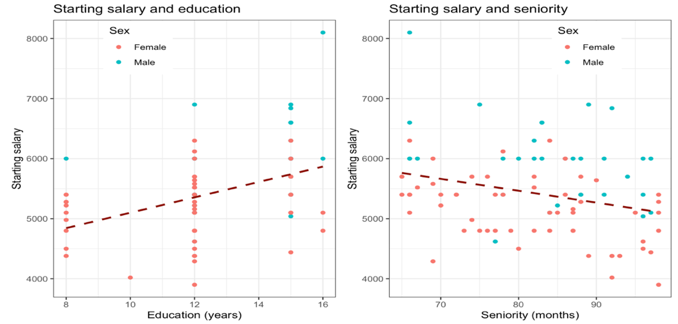 Starting salary and education
Sex
Female
Male
8000
7000
6000
5000
4000
Starting salary
8
10
12
14
16
Education (years)
Starting salary and seniority
Sex
Female
Male
8000
7000
6000
5000
4000
Starting salary
70
80
90
Seniority (months)